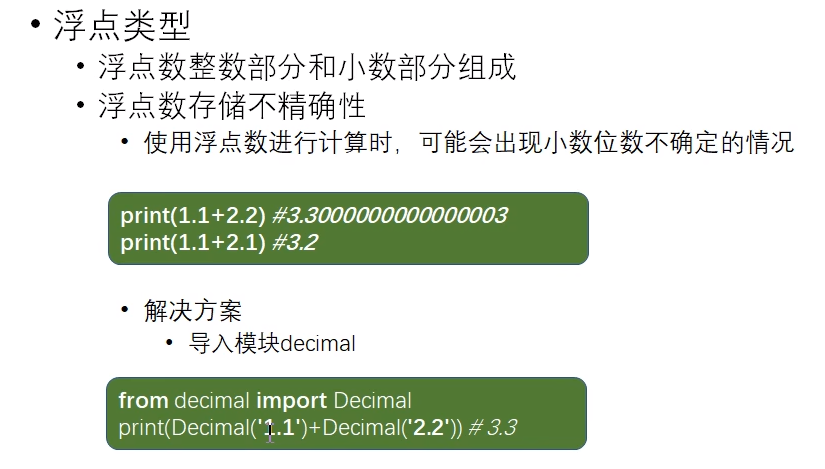 • 浮点类型
• 浮点数整数部分和小数部分组成
• 浮点数存储不精确性
• 使用浮点数进行计算时，可能会出现小数位数不确定的情况
print(1.1+2.2) #3.3000000000000003
print(1.1+2.1) #3.2
• 解决方案
• 导入模块decimal
from decimal import Decimal
print(Decimal('1.1')+Decimal('2.2')) # 3.3